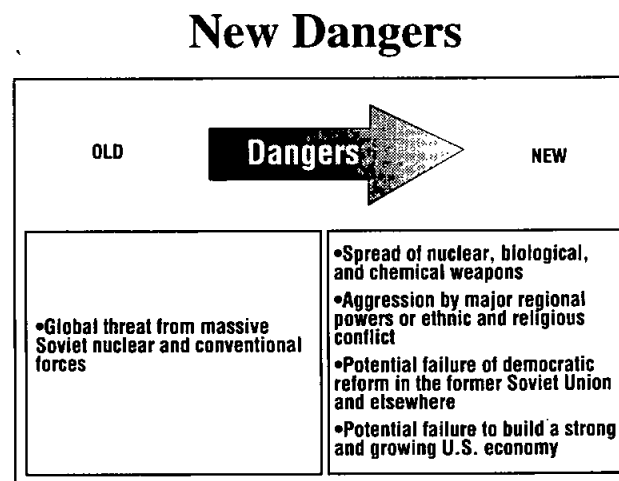 New Dangers
OLD
Dangers
NEW
•Global threat from massive
Soviet nuclear and conventional
forces
•Spread of nuclear, biological,
and chemical weapons
•Aggression by major regional
powers or ethnic and religious
conflict
•Potential failure of democratic
reform in the former Soviet Union
and elsewhere
•Potential failure to build a strong
and growing U.S. economy